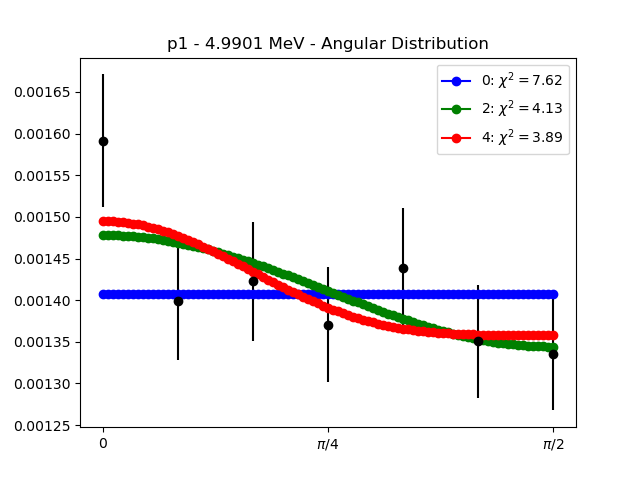 p1 - 4.9901 MeV - Angular Distribution
0: χ² = 7.62
2: χ² = 4.13
4: χ² = 3.89
0.00165
0.00160
0.00155
0.00150
0.00145
0.00140
0.00135
0.00130
0.00125
0
π/4
π/2